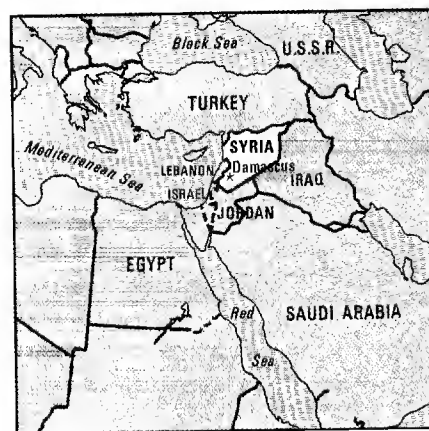 Black Sea
U.S.S.R.
TURKEY
Mediterranean Sea
SYRIA
LEBANON
Damascus
ISRAEL
IRAQ
JORDAN
EGYPT
SAUDI ARABIA
Red
Sea